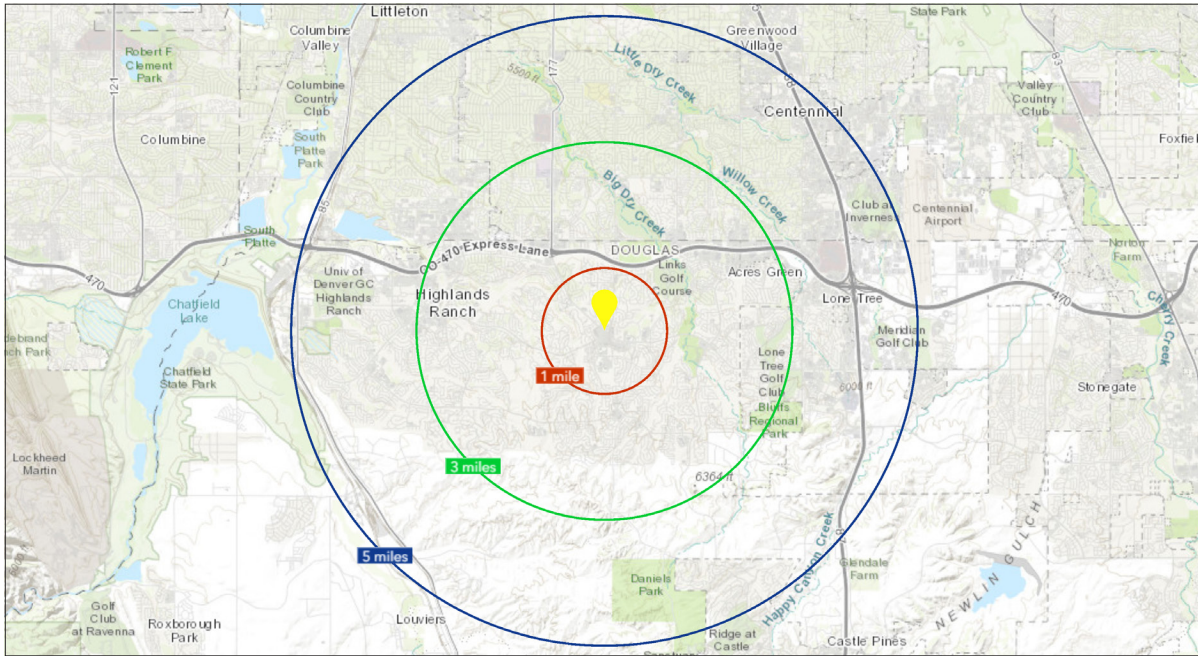 Littleton
Columbine
Valley
Robert F
Clement
Park
121
Columbine
Country
Club
Columbine
South
Platte
Park
85
177
5500 ft
Little Dry Creek
Greenwood
Village
State Park
83
Valley
Country
Club
Foxfiel
Centennial
Willow Creek
Big Dry Creek
Club at
Inverness
Centennial
Airport
South
Platte
470
CO-470 Express Lane
DOUGLAS
Links
Golf
Course
Acres Green
Norton
Farm
Univ of
Denver GC
Highlands
Ranch
Highlands
Ranch
Lone Tree
470
Cherry Creek
Chatfield
Lake
Meridian
Golf Club
Chatfield
State Park
1 mile
Lone
Tree
Golf
Club
Bluffs
Regional
Park
6000 ft
Stonegate
Lockheed
Martin
3 miles
6364 ft
5 miles
Happy Canyon Creek
Glendale
Farm
NEWLIN GULCH
Daniels
Park
Golf
Club
at Ravenna
Roxborough
Park
Louviers
Ridge at
Castle
Castle Pines